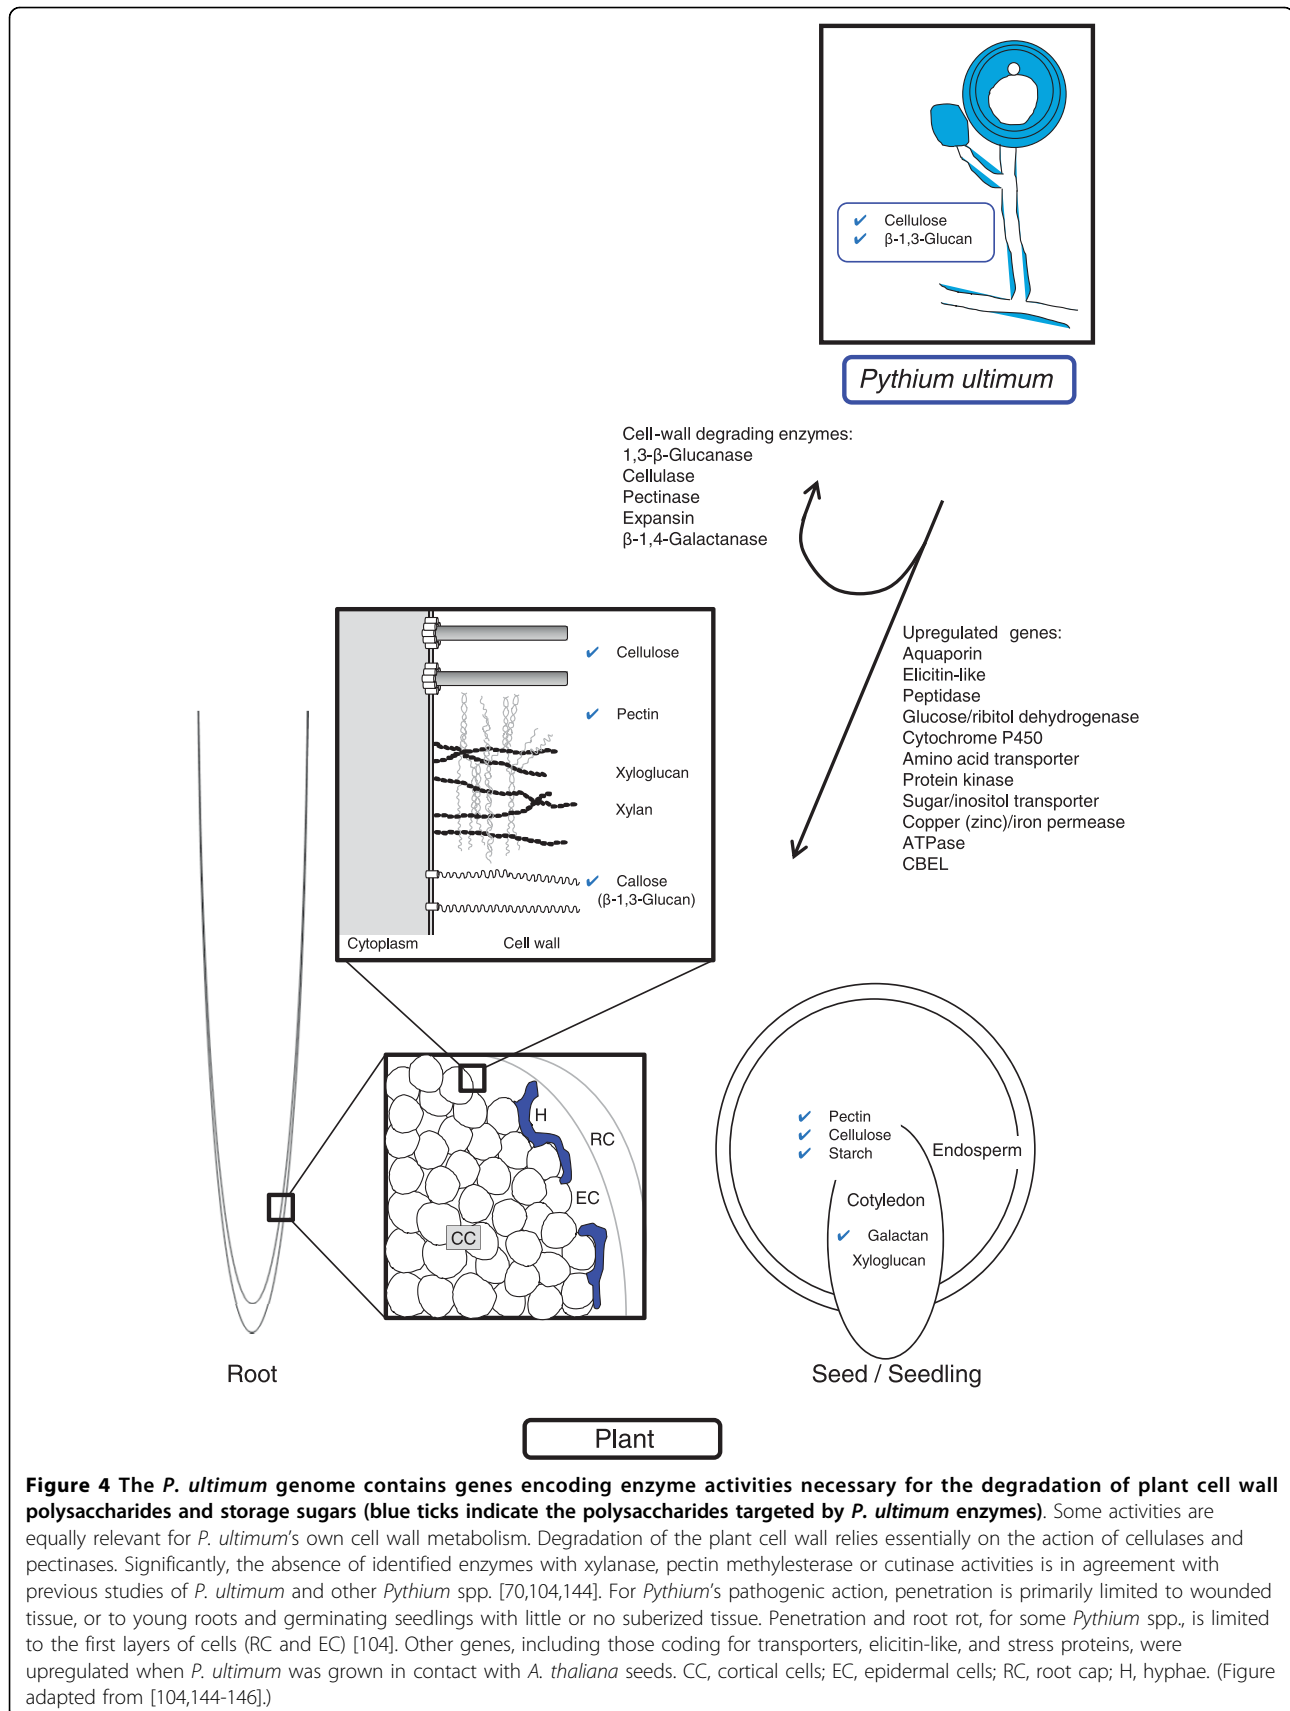 ✔ Cellulose
✔ β-1,3-Glucan
Pythium ultimum
Cell-wall degrading enzymes:
1,3-β-Glucanase
Cellulase
Pectinase
Expansin
β-1,4-Galactanase
Upregulated genes:
Aquaporin
Elicitin-like
Peptidase
Glucose/ribitol dehydrogenase
Cytochrome P450
Amino acid transporter
Protein kinase
Sugar/inositol transporter
Copper (zinc)/iron permease
ATPase
CBEL
✔ Cellulose
✔ Pectin
Xyloglucan
Xylan
✔ Callose
(β-1,3-Glucan)
Cytoplasm
Cell wall
H
RC
EC
CC
✔ Pectin
✔ Cellulose
✔ Starch
Endosperm
Cotyledon
✔ Galactan
Xyloglucan
Root
Seed / Seedling
Plant
Figure 4 The P. ultimum genome contains genes encoding enzyme activities necessary for the degradation of plant cell wall
polysaccharides and storage sugars (blue ticks indicate the polysaccharides targeted by P. ultimum enzymes). Some activities are
equally relevant for P. ultimum's own cell wall metabolism. Degradation of the plant cell wall relies essentially on the action of cellulases and
pectinases. Significantly, the absence of identified enzymes with xylanase, pectin methylesterase or cutinase activities is in agreement with
previous studies of P. ultimum and other Pythium spp. [70,104,144]. For Pythium's pathogenic action, penetration is primarily limited to wounded
tissue, or to young roots and germinating seedlings with little or no suberized tissue. Penetration and root rot, for some Pythium spp., is limited
to the first layers of cells (RC and EC) [104]. Other genes, including those coding for transporters, elicitin-like, and stress proteins, were
upregulated when P. ultimum was grown in contact with A. thaliana seeds. CC, cortical cells; EC, epidermal cells; RC, root cap; H, hyphae. (Figure
adapted from [104,144-146].)